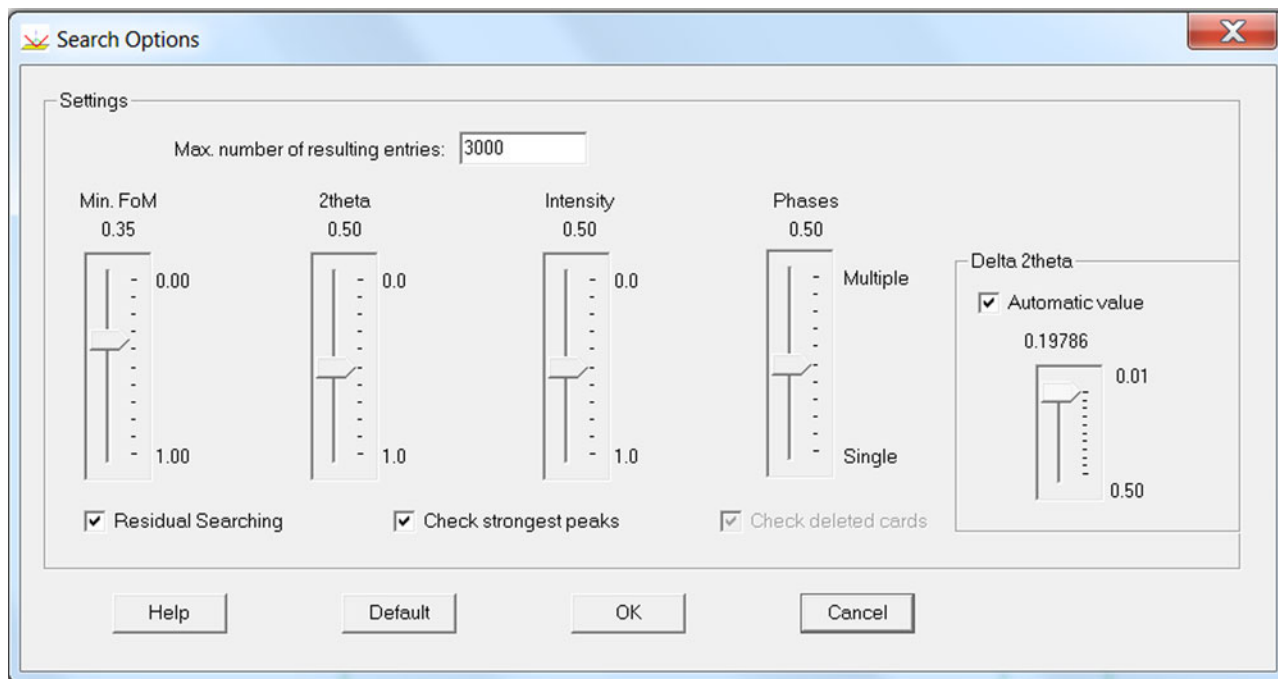 Search Options
Settings
Max. number of resulting entries: 3000
Min. FoM 2theta Intensity Phases
0.35 0.50 0.50 0.50
0.00 0.0 0.0 Multiple
1.00 1.0 1.0 Single
Delta 2theta
Automatic value
0.19786
0.01
0.50
Residual Searching Check strongest peaks Check deleted cards
Help Default OK Cancel